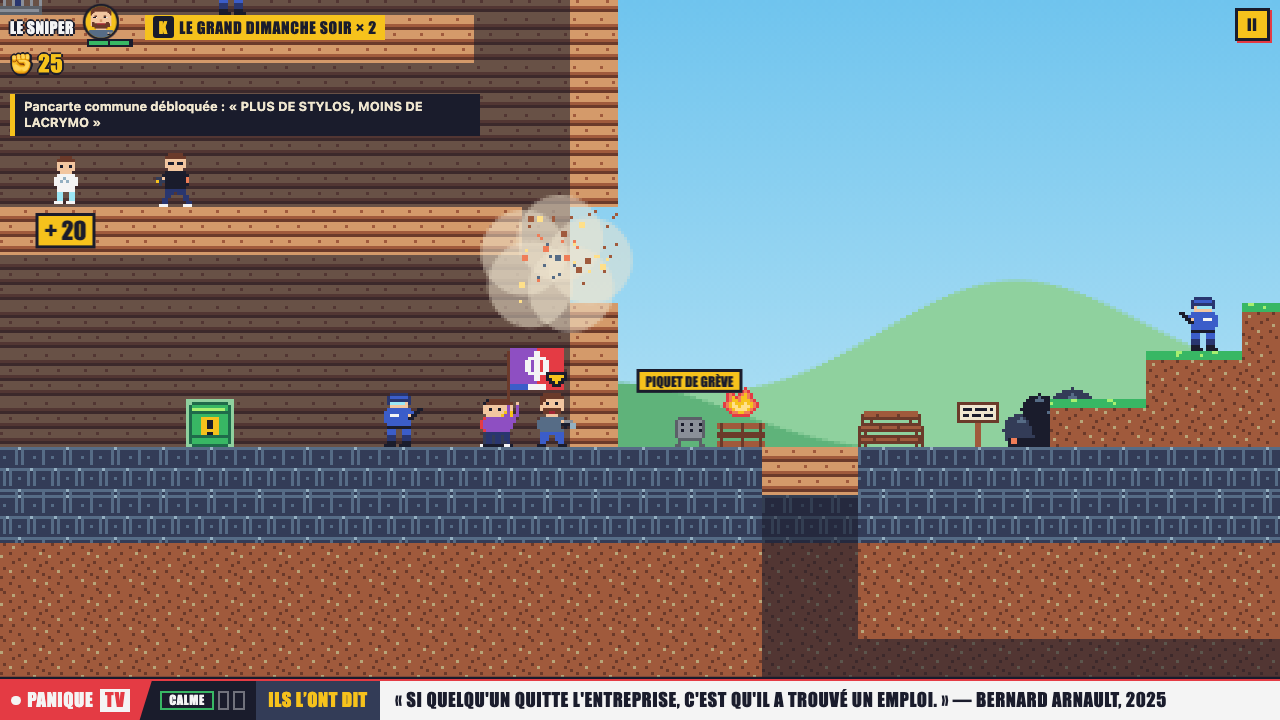 LE SNIPER
K LE GRAND DIMANCHE SOIR × 2
25
Pancarte commune débloquée : « PLUS DE STYLOS, MOINS DE
LACRYMO »
+ 20
PIQUET DE GRÈVE
PANIQUE TV
CALME
ILS L'ONT DIT
« SI QUELQU'UN QUITTE L'ENTREPRISE, C'EST QU'IL A TROUVÉ UN EMPLOI. » — BERNARD ARNAULT, 2025